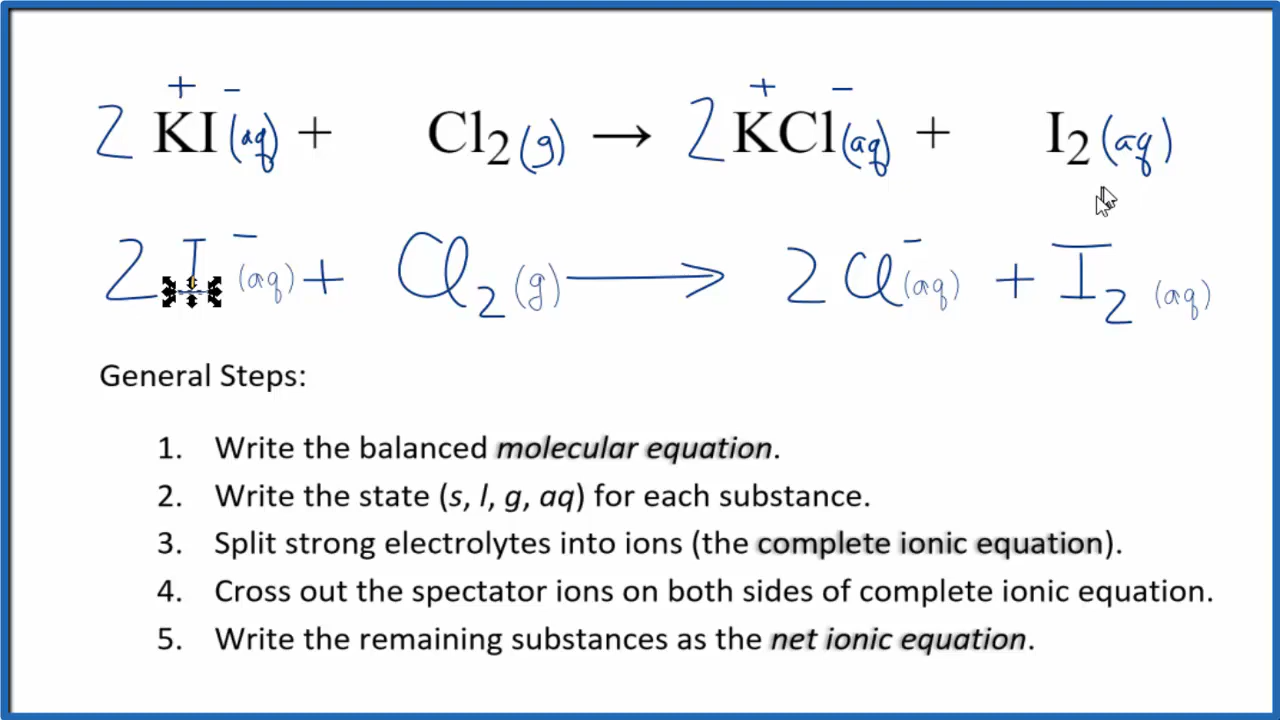 2 K⁺I⁻(aq) + Cl₂(g) → 2 K⁺Cl⁻(aq) + I₂(aq)
2 I⁻(aq) + Cl₂(g) → 2 Cl⁻(aq) + I₂(aq)
General Steps:
1. Write the balanced molecular equation.
2. Write the state (s, l, g, aq) for each substance.
3. Split strong electrolytes into ions (the complete ionic equation).
4. Cross out the spectator ions on both sides of complete ionic equation.
5. Write the remaining substances as the net ionic equation.